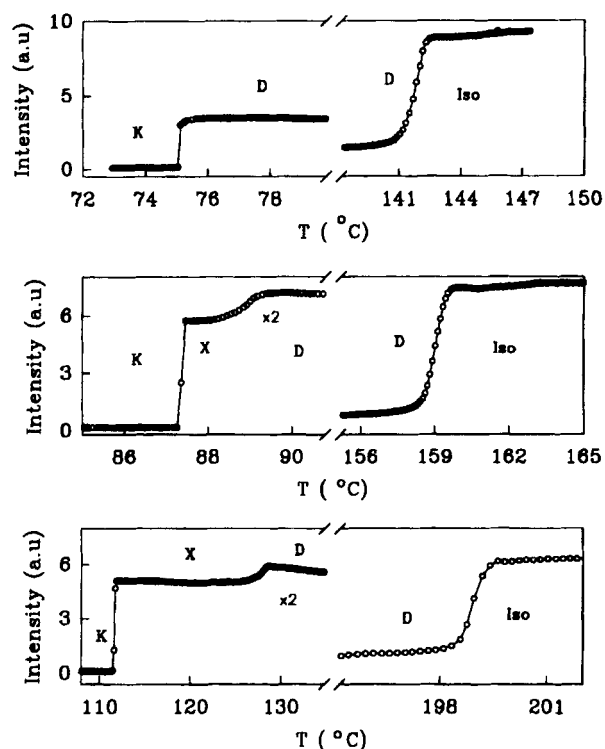 Intensity (a.u)
10
5
0
K
D
D
Iso
72 74 76 78 141 144 147 150
T ( °C)
Intensity (a.u)
6
3
0
K
X
x2
D
D
Iso
86 88 90 156 159 162 165
T ( °C)
Intensity (a.u)
6
3
0
K
X
D
x2
D
Iso
110 120 130 198 201
T ( °C)